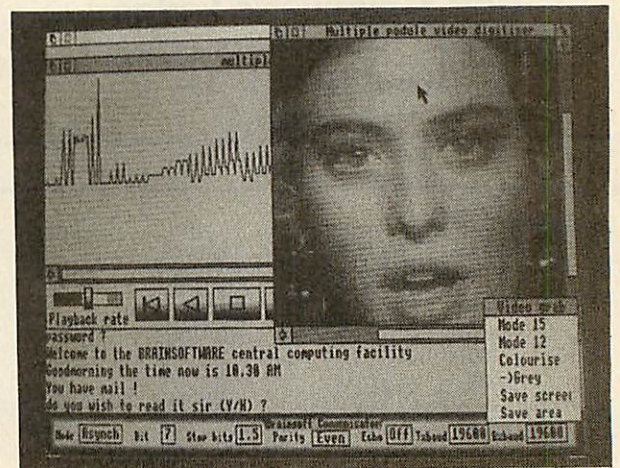 Multiple podule video digitiser
multiple
Playback rate
password ?
Welcome to the BRAINSOFTWARE central computing facility
Goodmorning the time now is 10.30 AM
You have mail !
do you wish to read it sir (Y/N) ?
Video grab
Mode 15
Mode 12
Colourise
->Grey
Save screen
Save area
Brainsoft Communicator
Mode Asynch Bit 7 Stop bits 1.5 Parity Even Echo Off Txbaud 19600 Rxbaud 19600